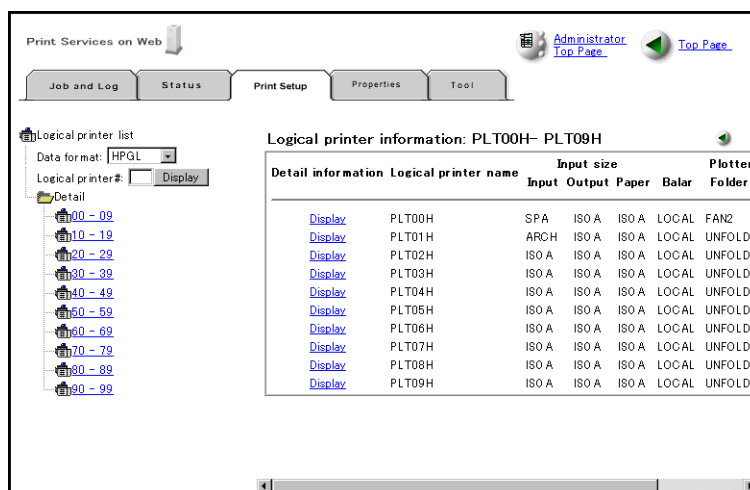 Print Services on Web
Administrator
Top Page
Top Page
Job and Log
Status
Print Setup
Properties
Tool
Logical printer list
Data format: HPGL
Logical printer#: Display
Detail
00 - 09
10 - 19
20 - 29
30 - 39
40 - 49
50 - 59
60 - 69
70 - 79
80 - 89
90 - 99
Logical printer information: PLT00H- PLT09H
Input size Plotter
Detail information Logical printer name
Input Output Paper Balar Folder
Display PLT00H SPA ISO A ISO A LOCAL FAN2
Display PLT01H ARCH ISO A ISO A LOCAL UNFOLD
Display PLT02H ISO A ISO A ISO A LOCAL UNFOLD
Display PLT03H ISO A ISO A ISO A LOCAL UNFOLD
Display PLT04H ISO A ISO A ISO A LOCAL UNFOLD
Display PLT05H ISO A ISO A ISO A LOCAL UNFOLD
Display PLT06H ISO A ISO A ISO A LOCAL UNFOLD
Display PLT07H ISO A ISO A ISO A LOCAL UNFOLD
Display PLT08H ISO A ISO A ISO A LOCAL UNFOLD
Display PLT09H ISO A ISO A ISO A LOCAL UNFOLD